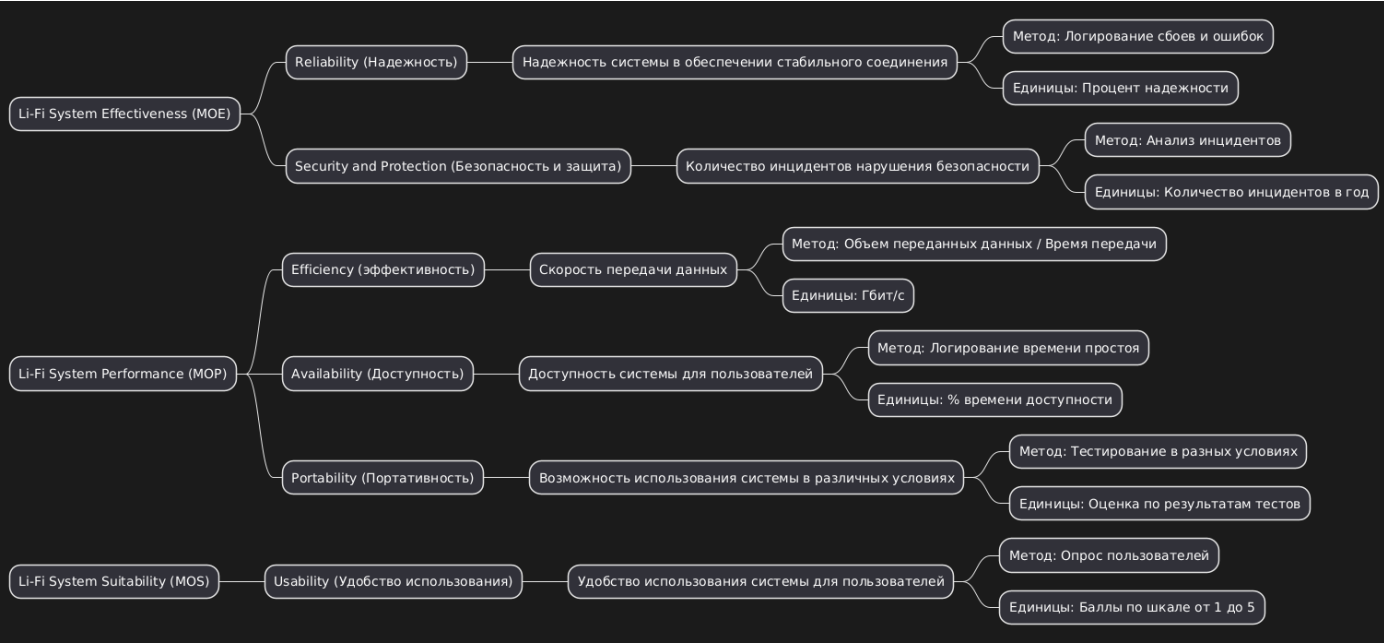 Li-Fi System Effectiveness (MOE)
Reliability (Надежность)
Надежность системы в обеспечении стабильного соединения
Метод: Логирование сбоев и ошибок
Единицы: Процент надежности
Security and Protection (Безопасность и защита)
Количество инцидентов нарушения безопасности
Метод: Анализ инцидентов
Единицы: Количество инцидентов в год
Li-Fi System Performance (MOP)
Efficiency (эффективность)
Скорость передачи данных
Метод: Объем переданных данных / Время передачи
Единицы: Гбит/с
Availability (Доступность)
Доступность системы для пользователей
Метод: Логирование времени простоя
Единицы: % времени доступности
Portability (Портативность)
Возможность использования системы в различных условиях
Метод: Тестирование в разных условиях
Единицы: Оценка по результатам тестов
Li-Fi System Suitability (MOS)
Usability (Удобство использования)
Удобство использования системы для пользователей
Метод: Опрос пользователей
Единицы: Баллы по шкале от 1 до 5